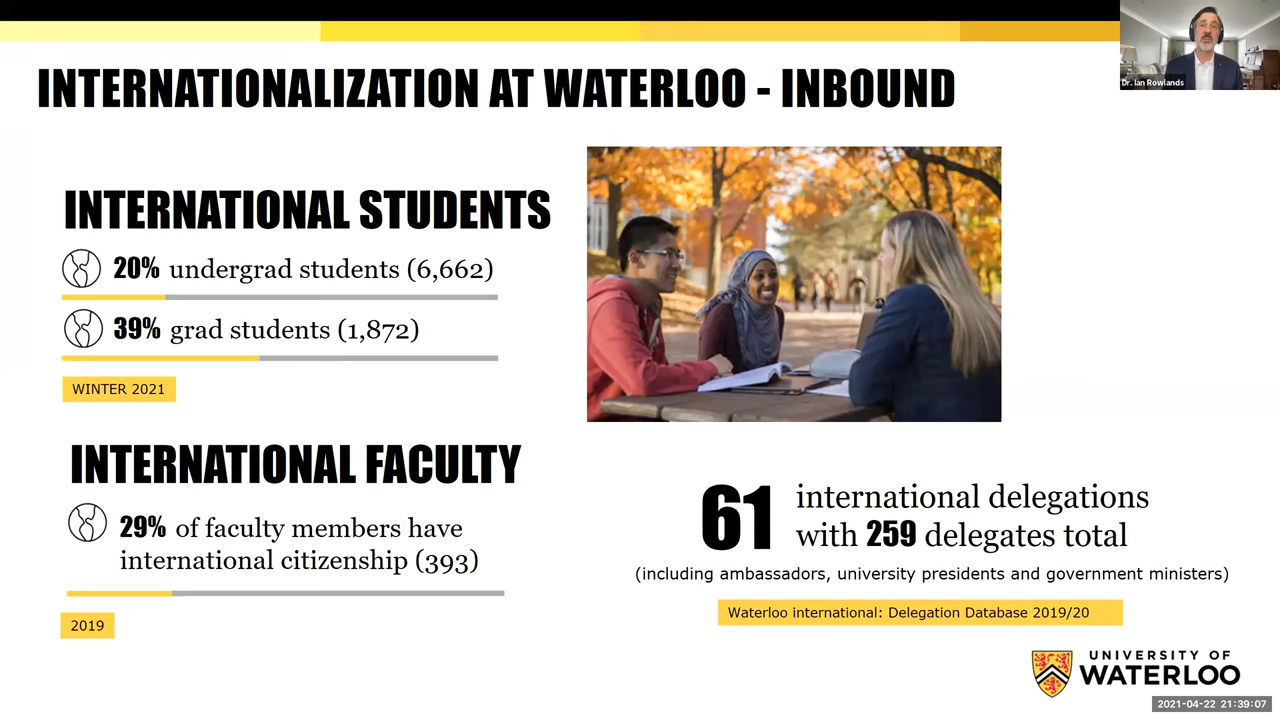 Dr. Ian Rowlands
INTERNATIONALIZATION AT WATERLOO - INBOUND
INTERNATIONAL STUDENTS
20% undergrad students (6,662)
39% grad students (1,872)
WINTER 2021
INTERNATIONAL FACULTY
29% of faculty members have
international citizenship (393)
2019
61 international delegations
with 259 delegates total
(including ambassadors, university presidents and government ministers)
Waterloo international: Delegation Database 2019/20
UNIVERSITY OF
WATERLOO
2021-04-22 21:39:07